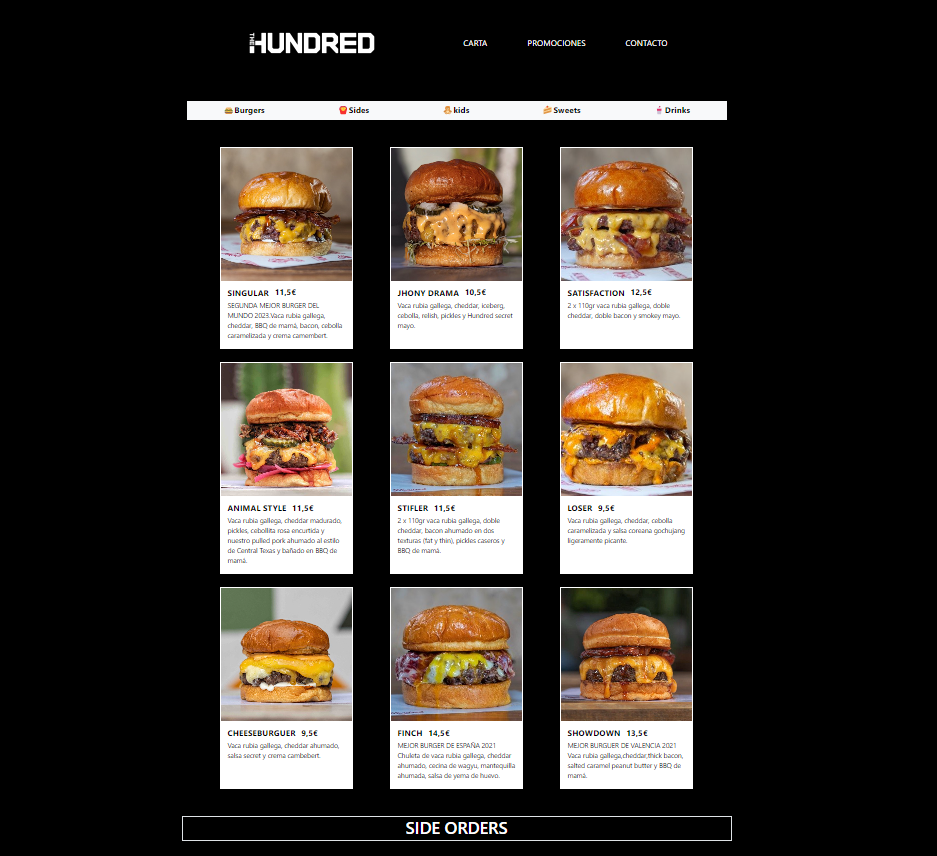 THE HUNDRED
CARTA PROMOCIONES CONTACTO
Burgers Sides kids Sweets Drinks
SINGULAR 11,5€
SEGUNDA MEJOR BURGER DEL
MUNDO 2023.Vaca rubia gallega,
cheddar, BBQ de mamá, bacon, cebolla
caramelizada y crema camembert.
JHONY DRAMA 10,5€
Vaca rubia gallega, cheddar, iceberg,
cebolla, relish, pickles y Hundred secret
mayo.
SATISFACTION 12,5€
2 x 110gr vaca rubia gallega, doble
cheddar, doble bacon y smokey mayo.
ANIMAL STYLE 11,5€
Vaca rubia gallega, cheddar madurado,
pickles, cebollita rosa encurtida y
nuestro pulled pork ahumado al estilo
de Central Texas y bañado en BBQ de
mamá.
STIFLER 11,5€
2 x 110gr vaca rubia gallega, doble
cheddar, bacon ahumado en dos
texturas (fat y thin), pickles caseros y
BBQ de mamá.
LOSER 9,5€
Vaca rubia gallega, cheddar, cebolla
caramelizada y salsa coreana gochujang
ligeramente picante.
CHEESEBURGUER 9,5€
Vaca rubia gallega, cheddar ahumado,
salsa secret y crema cambebert.
FINCH 14,5€
MEJOR BURGER DE ESPAÑA 2021
Chuleta de vaca rubia gallega, cheddar
ahumado, cecina de wagyu, mantequilla
ahumada, salsa de yema de huevo.
SHOWDOWN 13,5€
MEJOR BURGUER DE VALENCIA 2021
Vaca rubia gallega,cheddar,thick bacon,
salted caramel peanut butter y BBQ de
mamá.
SIDE ORDERS